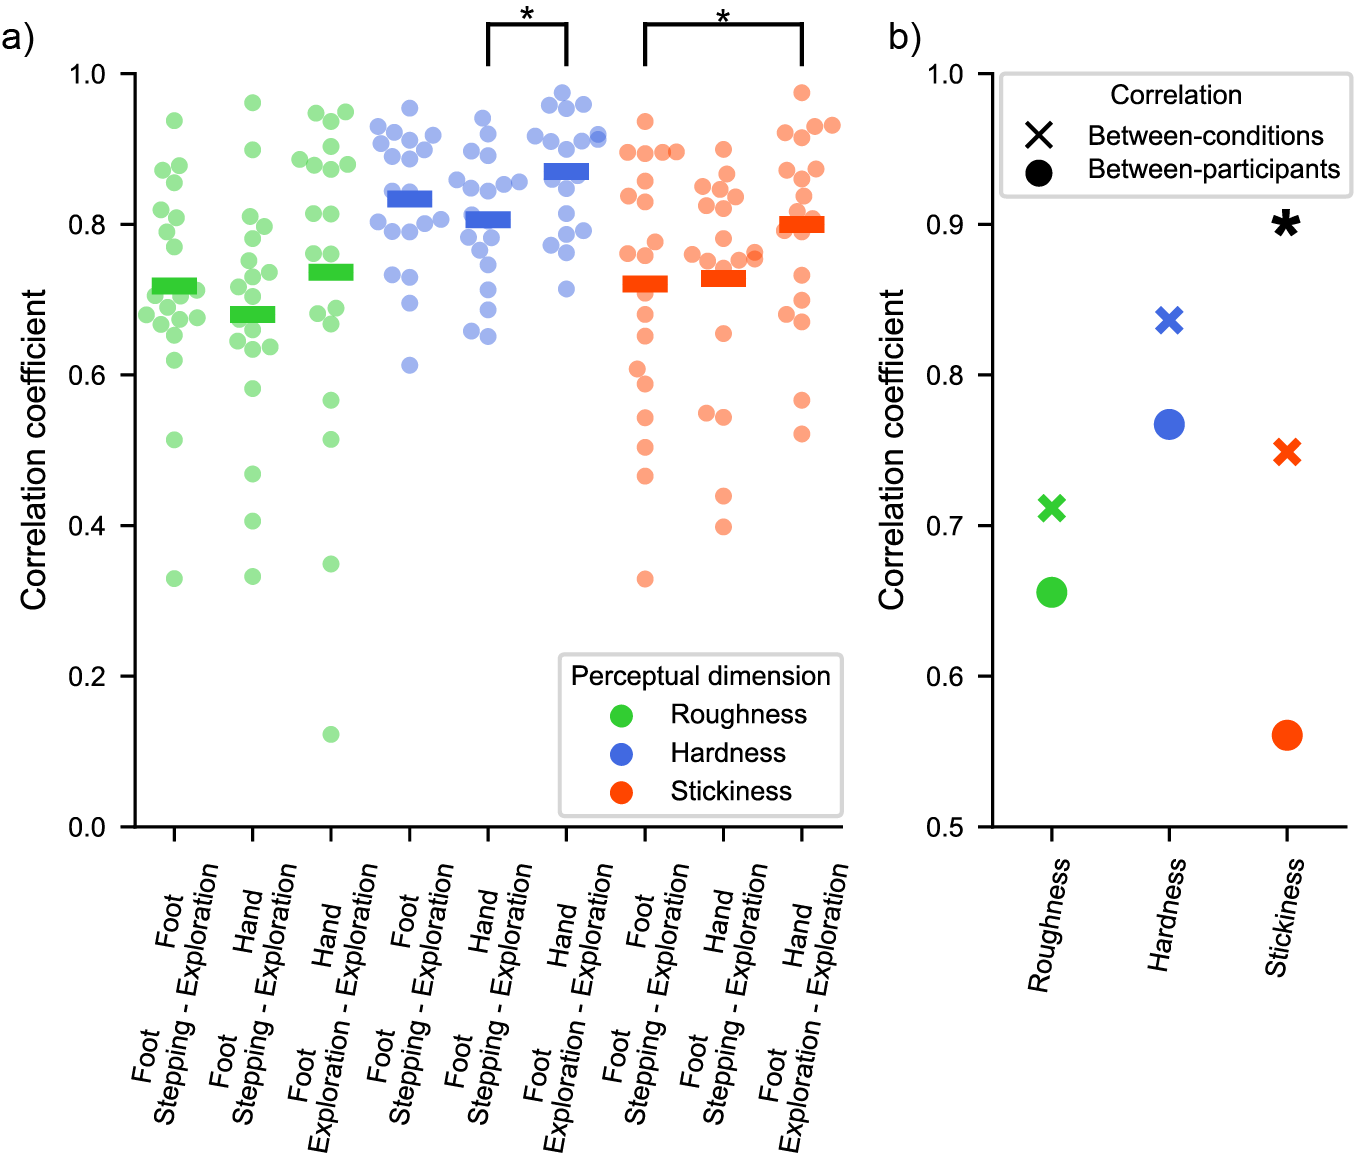 a)
*
*
1.0
0.8
0.6
0.4
0.2
0.0
Correlation coefficient
Perceptual dimension
Roughness
Hardness
Stickiness
Foot
Stepping - Exploration
Foot
Foot
Stepping - Exploration
Hand
Foot
Exploration - Exploration
Hand
Foot
Stepping - Exploration
Foot
Foot
Stepping - Exploration
Hand
Foot
Exploration - Exploration
Hand
Foot
Stepping - Exploration
Foot
Foot
Stepping - Exploration
Hand
Foot
Exploration - Exploration
Hand
b)
1.0
0.9
0.8
0.7
0.6
0.5
Correlation coefficient
Correlation
Between-conditions
Between-participants
*
Roughness
Hardness
Stickiness